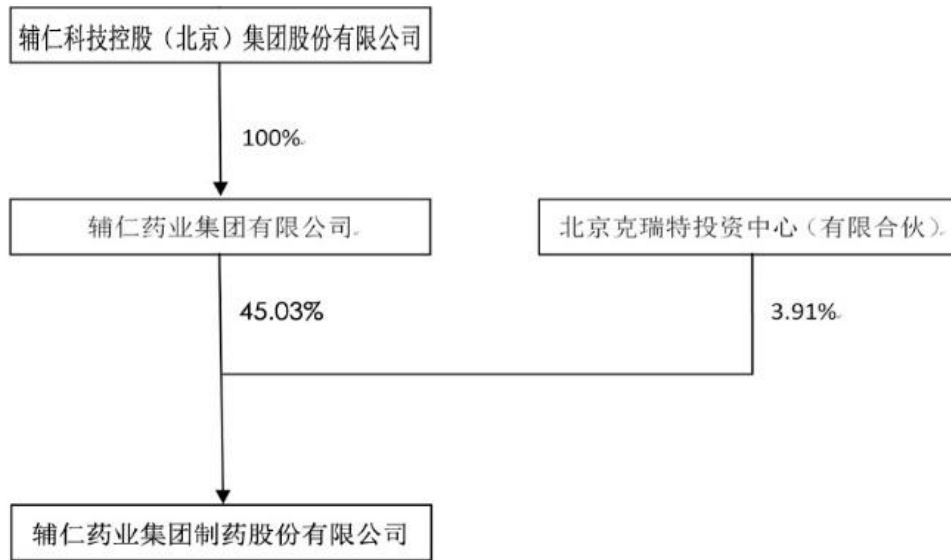 辅仁科技控股（北京）集团股份有限公司
100%
辅仁药业集团有限公司
北京克瑞特投资中心（有限合伙）
45.03%
3.91%
辅仁药业集团制药股份有限公司